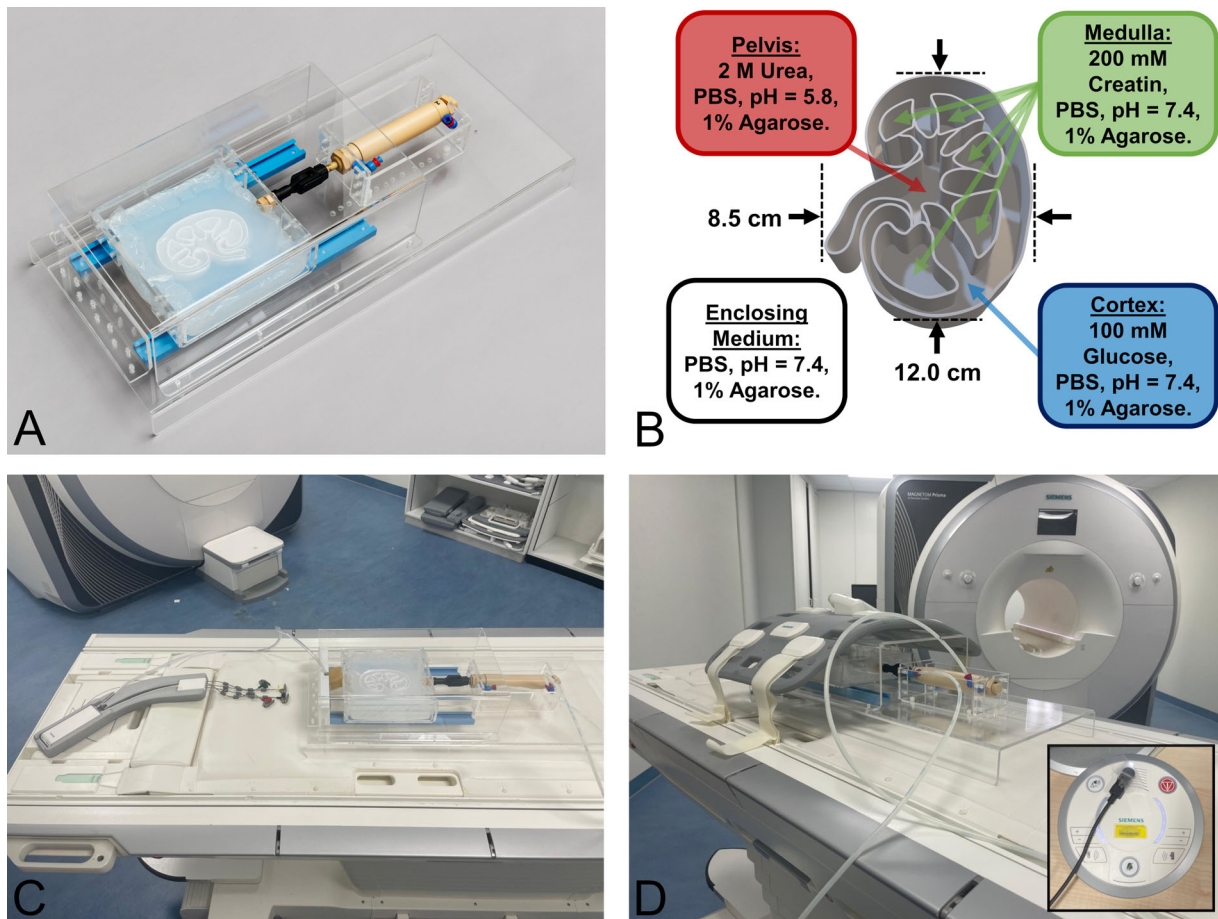 A
Pelvis:
2 M Urea,
PBS, pH = 5.8,
1% Agarose.
Medulla:
200 mM
Creatin,
PBS, pH = 7.4,
1% Agarose.
8.5 cm
Enclosing
Medium:
PBS, pH = 7.4,
1% Agarose.
12.0 cm
Cortex:
100 mM
Glucose,
PBS, pH = 7.4,
1% Agarose.
B
C
MAGNETOM Prisma
SIEMENS
SIEMENS
D